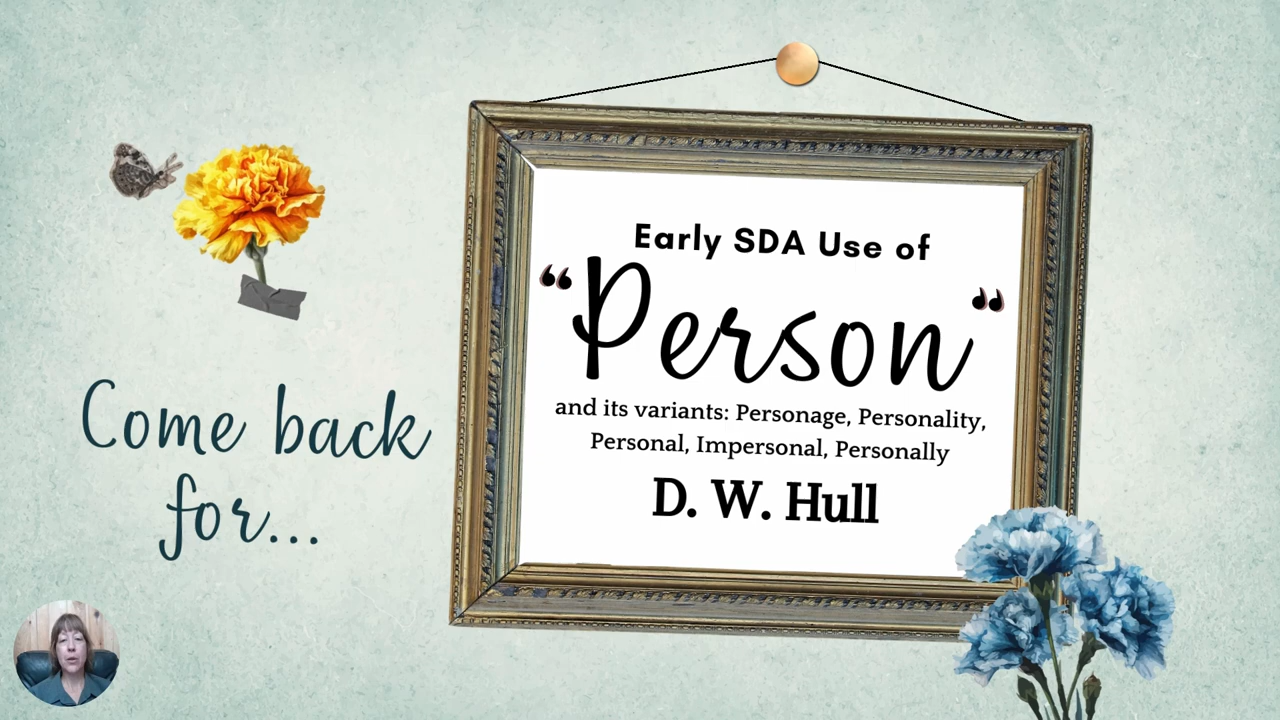 Come back
for...
Early SDA Use of
“Person”
and its variants: Personage, Personality,
Personal, Impersonal, Personally
D. W. Hull